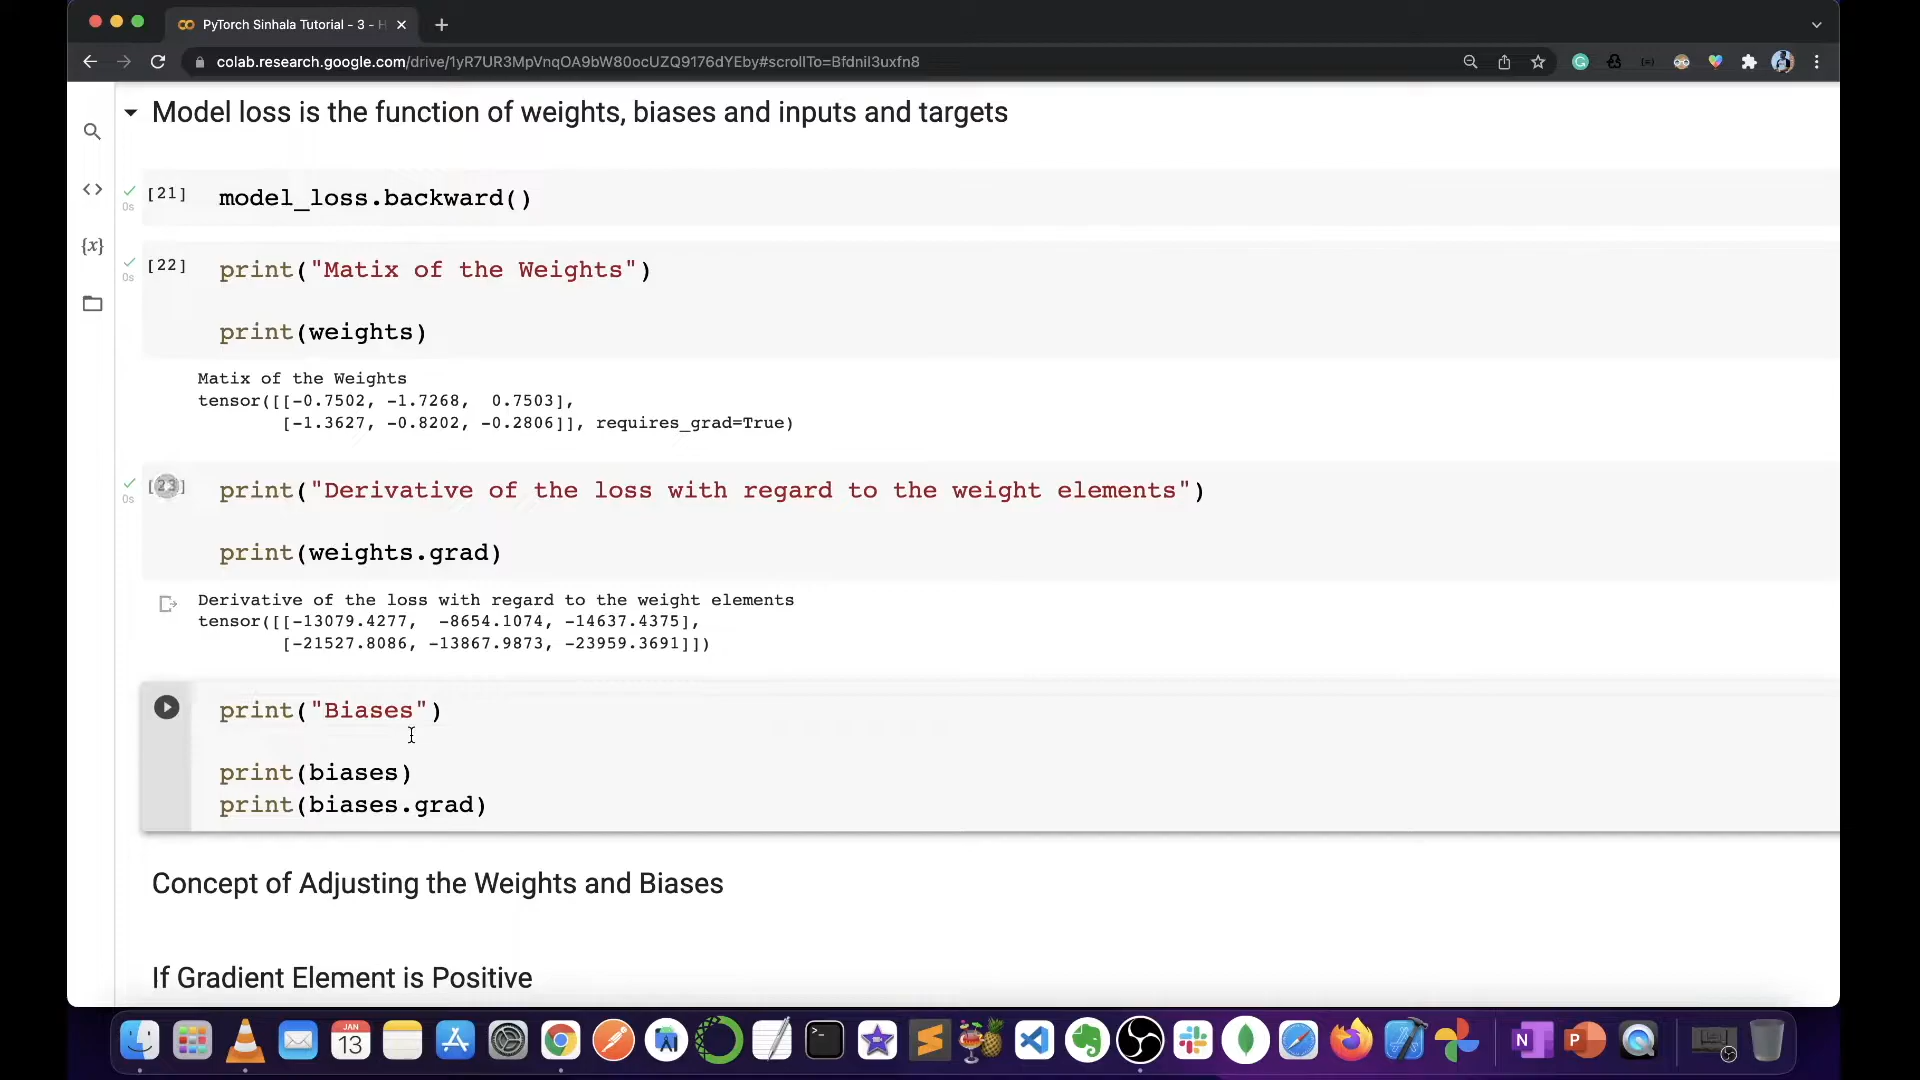 PyTorch Sinhala Tutorial - 3 - H
colab.research.google.com/drive/1yR7UR3MpVnqOA9bW80ocUZQ9176dYEby#scrollTo=Bfdnil3uxfn8
Model loss is the function of weights, biases and inputs and targets
0s
[21]
model_loss.backward()
0s
[22]
print("Matix of the Weights")
print(weights)
Matix of the Weights
tensor([[-0.7502, -1.7268,  0.7503],
[-1.3627, -0.8202, -0.2806]], requires_grad=True)
0s
[23]
print("Derivative of the loss with regard to the weight elements")
print(weights.grad)
Derivative of the loss with regard to the weight elements
tensor([[-13079.4277,  -8654.1074, -14637.4375],
[-21527.8086, -13867.9873, -23959.3691]])
print("Biases")
print(biases)
print(biases.grad)
Concept of Adjusting the Weights and Biases
If Gradient Element is Positive
JAN
13